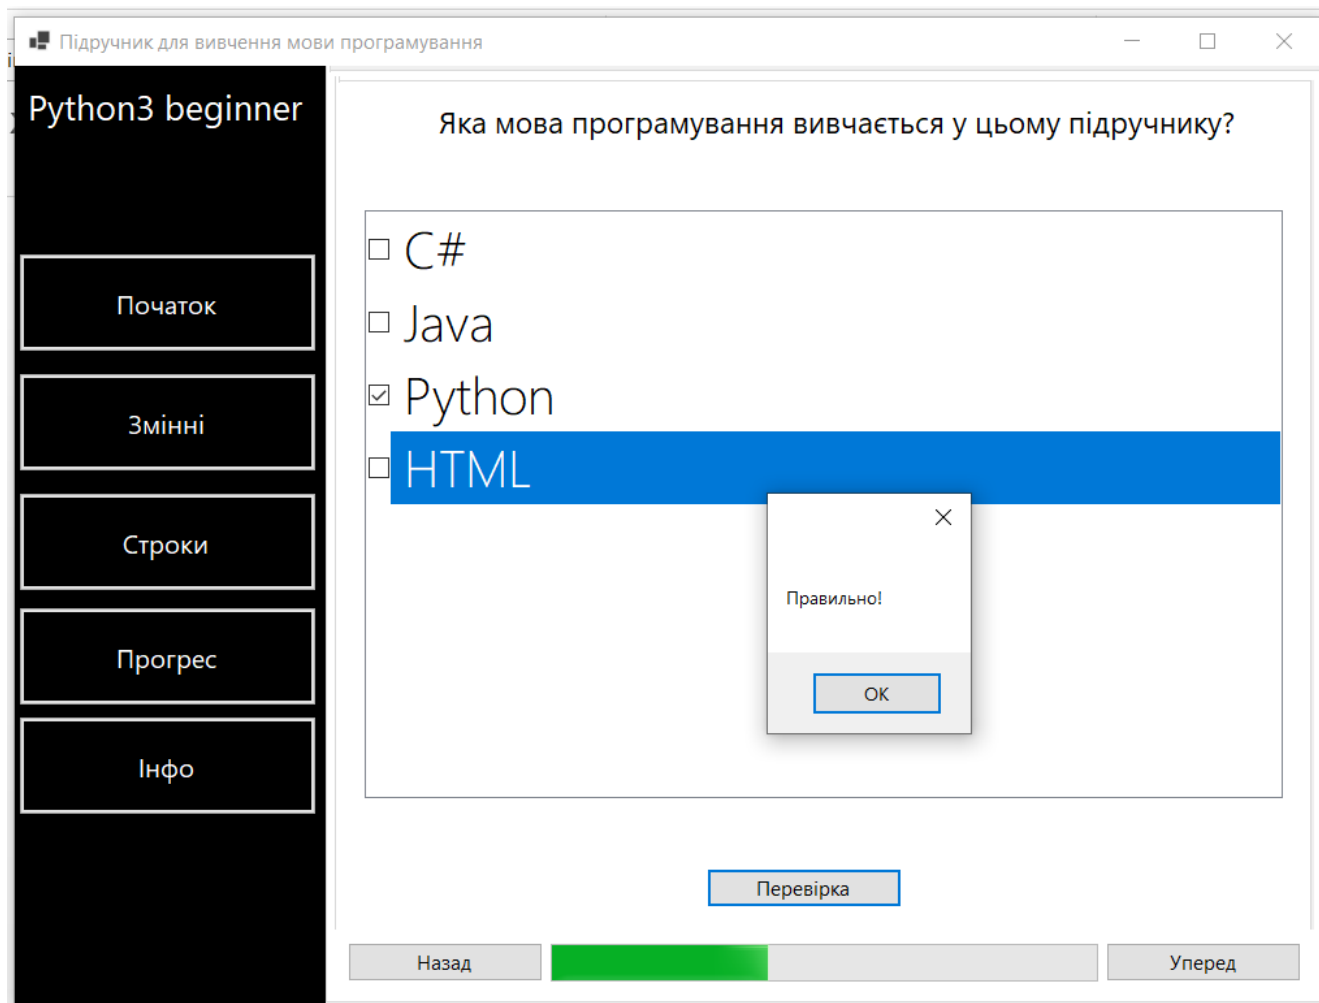 Підручник для вивчення мови програмування
Python3 beginner
Початок
Змінні
Строки
Прогрес
Інфо
Яка мова програмування вивчається у цьому підручнику?
C#
Java
Python
HTML
Правильно!
ОК
Перевірка
Назад
Уперед